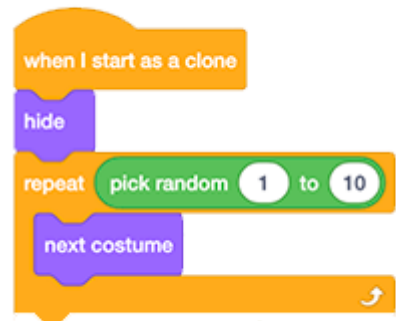 when I start as a clone
hide
repeat pick random 1 to 10
next costume